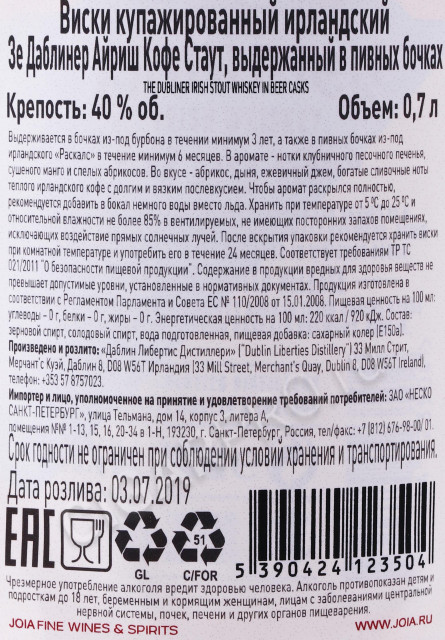 Виски купажированный ирландский
Зе Даблинер Айриш Кофе Стаут, выдержанный в пивных бочках
THE DUBLINER IRISH STOUT WHISKEY IN BEER CASKS
Крепость: 40 % об. Объем: 0,7 л
Выдерживается в бочках из-под бурбона в течении минимум 3 лет, а также в пивных бочках из-под
ирландского «Раскалс» в течение минимум 6 месяцев. В аромате - нотки клубничного песочного печенья,
сушеного манго и спелых абрикосов. Во вкусе - абрикос, дыня, ежевичный джем, богатые сливочные ноты
теплого ирландского кофе с долгим и вязким послевкусием. Чтобы аромат раскрылся полностью,
рекомендуется добавить в бокал немного воды вместо льда. Хранить при температуре от 5 ºС до 25 ºС и
относительной влажности не более 85% в вентилируемых, не имеющих посторонних запахов помещениях,
исключающих воздействие прямых солнечных лучей. После вскрытия упаковки рекомендуется хранить виски
при комнатной температуре и употребить его в течение 24 месяцев. Соответствует требованиям ТР ТС
021/2011 "О безопасности пищевой продукции". Содержание в продукции вредных для здоровья веществ не
превышает допустимые уровни, установленные в нормативных документах. Продукция изготовлена в
соответствии с Регламентом Парламента и Совета ЕС № 110/2008 от 15.01.2008. Пищевая ценность на 100 мл:
углеводы – 0 г, белки – 0 г, жиры – 0 г. Энергетическая ценность на 100 мл: 220 ккал / 920 кДж. Состав:
зерновой спирт, солодовый спирт, вода подготовленная, пищевая добавка: сахарный колер (Е150а).
Произведено и розлито: «Даблин Либертис Дистиллери» ("Dublin Liberties Distillery") 33 Милл Стрит,
Мерчант'с Куэй, Даблин 8, D08 W56T Ирландия (33 Mill Street, Merchant's Quay, Dublin 8, D08 W56T Ireland),
телефон: +353 57 8757023.
Импортер и лицо, уполномоченное на принятие и удовлетворение требований потребителей: ЗАО «НЕСКО
САНКТ-ПЕТЕРБУРГ», улица Тельмана, дом 14, корпус 3, литера А,
помещения №№ 1-13, 15, 16, 20-34 в 1-Н, 193230, г. Санкт-Петербург, Россия, тел/факс: +7 (812) 676-98-00/ 01.
Срок годности не ограничен при соблюдении условий хранения и транспортирования.
Дата розлива: 03.07.2019
EAC GL 51 C/FOR 5 390424 123504
Чрезмерное употребление алкоголя вредит здоровью человека. Алкоголь противопоказан детям и
подросткам до 18 лет, беременным и кормящим женщинам, лицам с заболеваниями центральной
нервной системы, почек, печени и других органов пищеварения.
JOIA FINE WINES & SPIRITS WWW.JOIA.RU